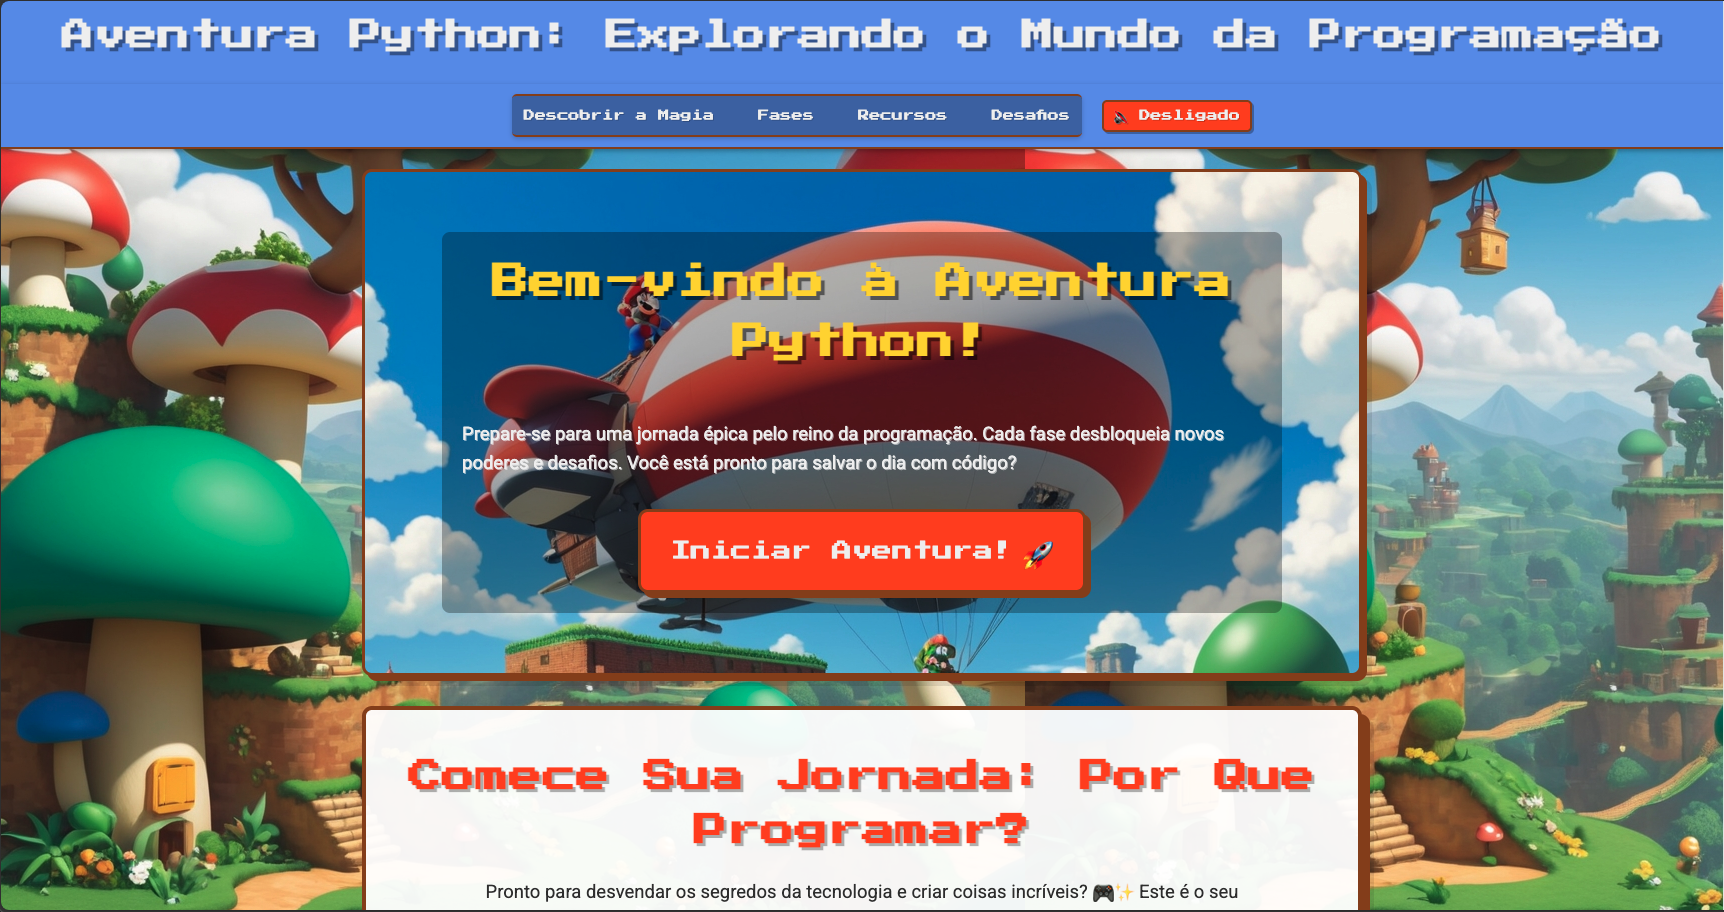 Aventura Python: Explorando o Mundo da Programação
Descobrir a Magia Fases Recursos Desafios 🔇 Desligado
Bem-vindo à Aventura
Python!
Prepare-se para uma jornada épica pelo reino da programação. Cada fase desbloqueia novos
poderes e desafios. Você está pronto para salvar o dia com código?
Iniciar Aventura! 🚀
Comece Sua Jornada: Por Que
Programar?
Pronto para desvendar os segredos da tecnologia e criar coisas incríveis? 🎮✨ Este é o seu